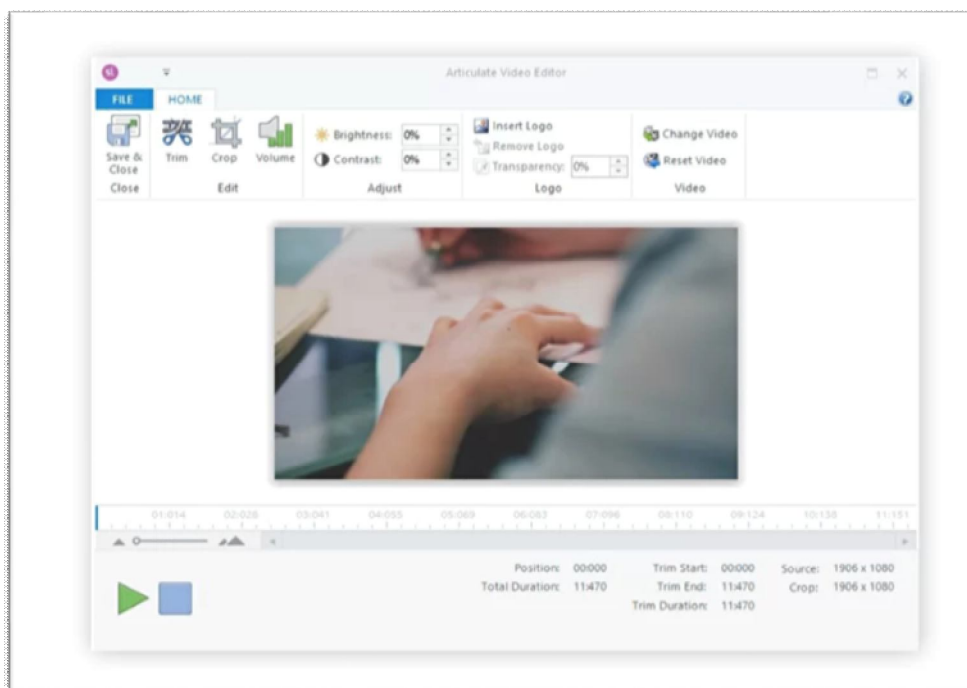 sl
Articulate Video Editor
FILE HOME
Save & Close
Trim
Crop
Volume
Brightness: 0%
Contrast: 0%
Insert Logo
Remove Logo
Transparency: 0%
Change Video
Reset Video
Close Edit Adjust Logo Video
01:014 02:028 03:041 04:055 05:069 06:083 07:096 08:110 09:124 10:138 11:151
Position: 00:000 Trim Start: 00:000 Source: 1906 x 1080
Total Duration: 11:470 Trim End: 11:470 Crop: 1906 x 1080
Trim Duration: 11:470